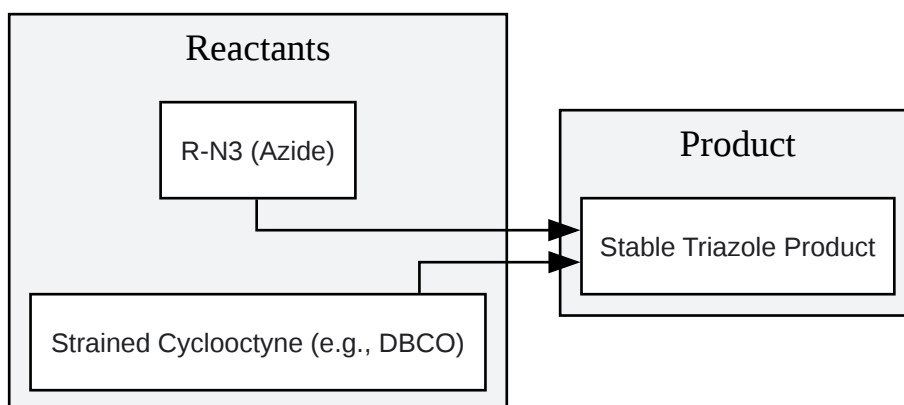 Reactants
R-N3 (Azide)
Strained Cyclooctyne (e.g., DBCO)
Product
Stable Triazole Product